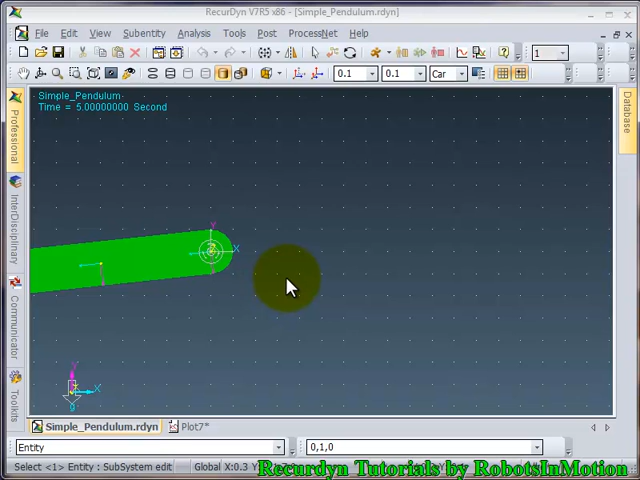 RecurDyn V7R5 x86 - [Simple_Pendulum.rdyn]
File Edit View Subentity Analysis Tools Post ProcessNet Help
1
0.1 0.1 Car
Simple_Pendulum
Time = 5.00000000 Second
Professional
InterDisciplinary
Communicator
Toolkits
Database
Y
X
Y
X
g
Simple_Pendulum.rdyn Plot7*
Entity 0,1,0
Select <1> Entity : SubSystem edit Global X:0.3
Recurdyn Tutorials by RobotsInMotion